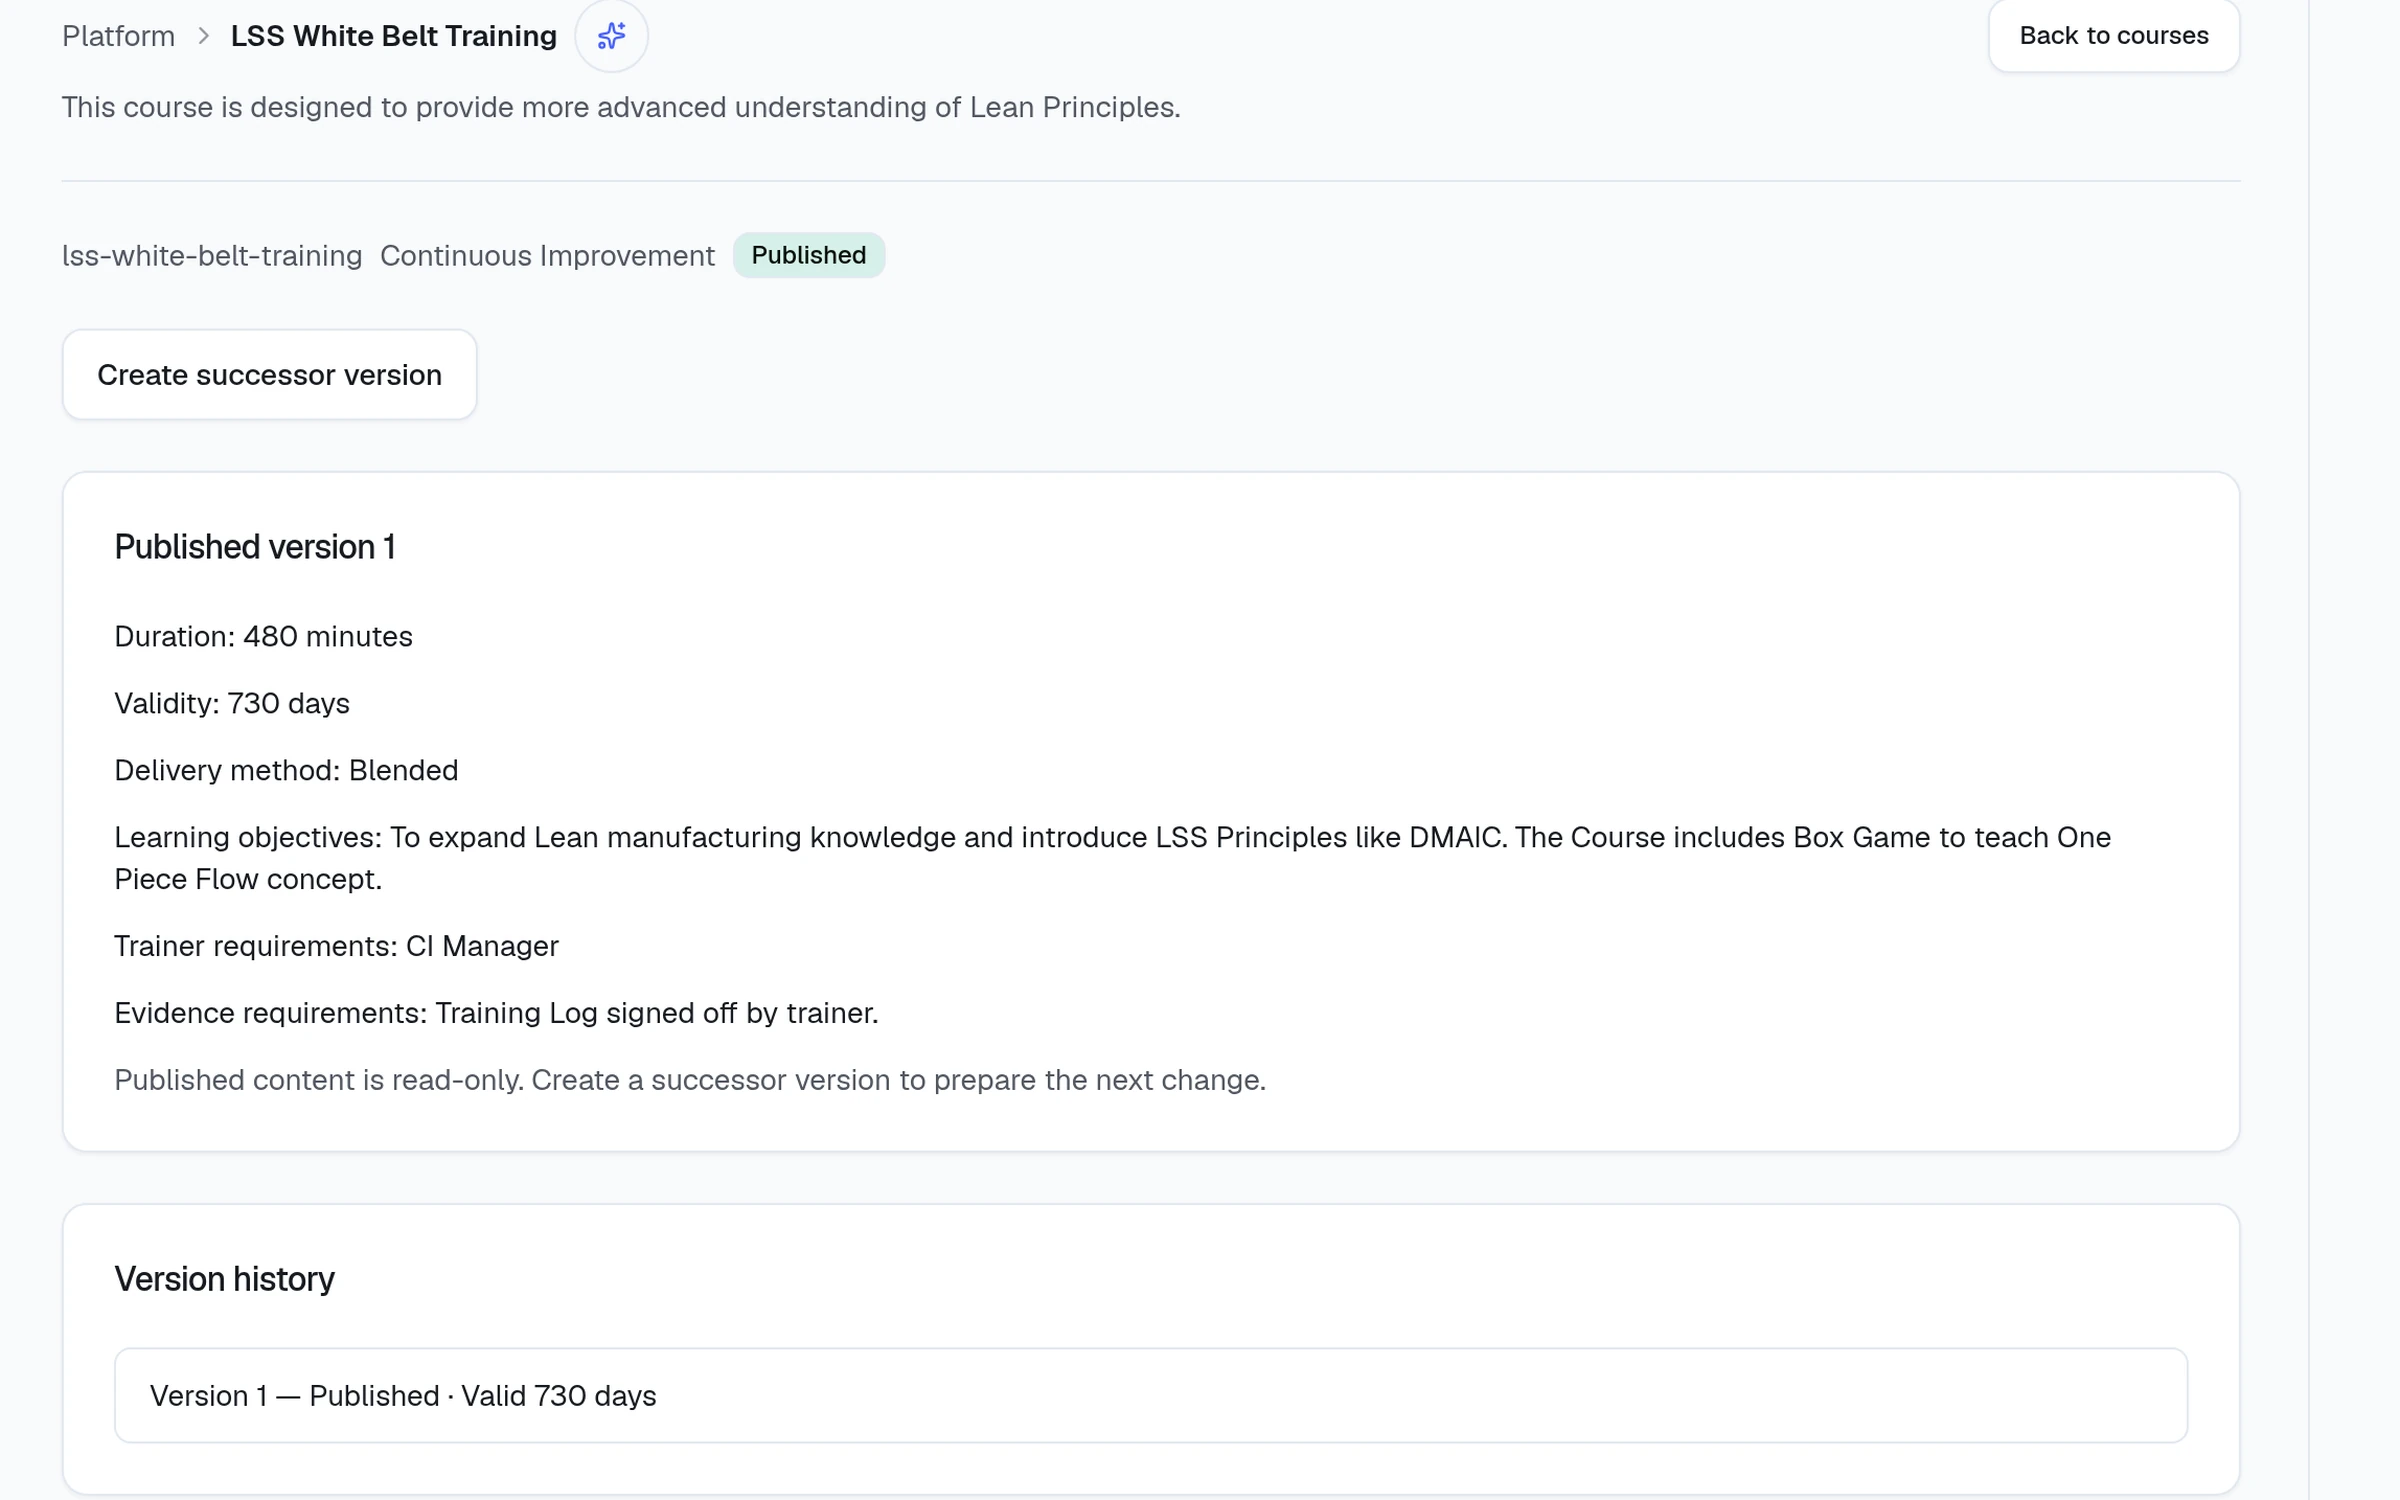 Platform > LSS White Belt Training
Back to courses
This course is designed to provide more advanced understanding of Lean Principles.
lss-white-belt-training Continuous Improvement Published
Create successor version
Published version 1
Duration: 480 minutes
Validity: 730 days
Delivery method: Blended
Learning objectives: To expand Lean manufacturing knowledge and introduce LSS Principles like DMAIC. The Course includes Box Game to teach One
Piece Flow concept.
Trainer requirements: CI Manager
Evidence requirements: Training Log signed off by trainer.
Published content is read-only. Create a successor version to prepare the next change.
Version history
Version 1 — Published · Valid 730 days